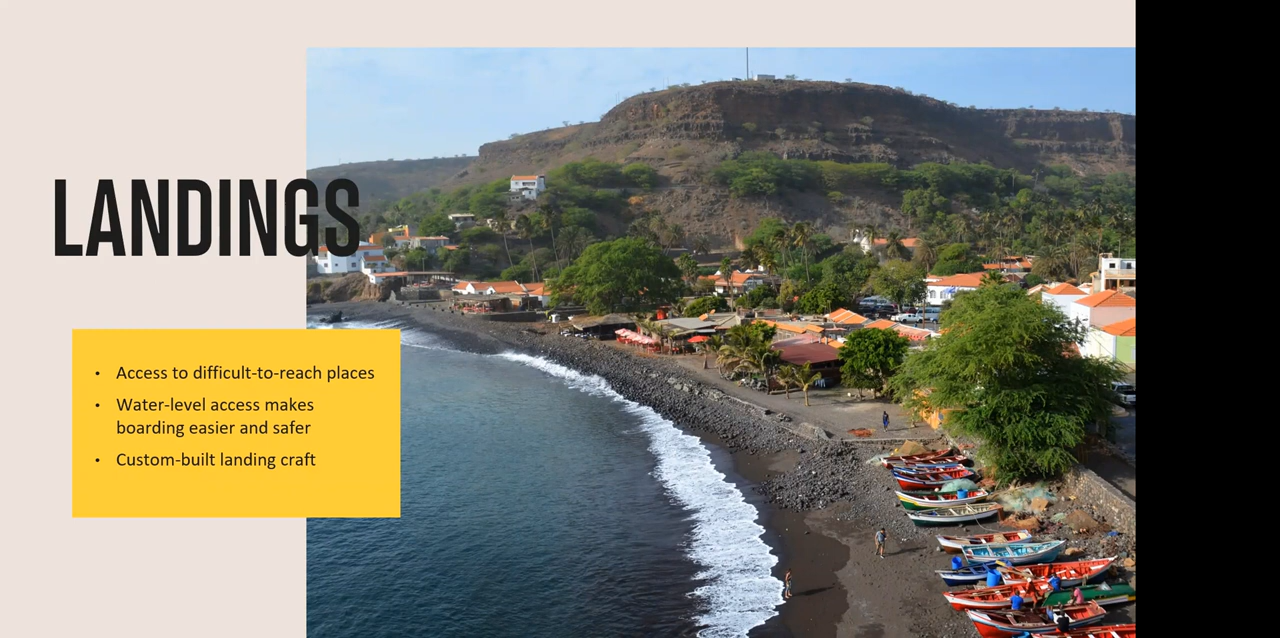 LANDINGS
• Access to difficult-to-reach places
• Water-level access makes
boarding easier and safer
• Custom-built landing craft